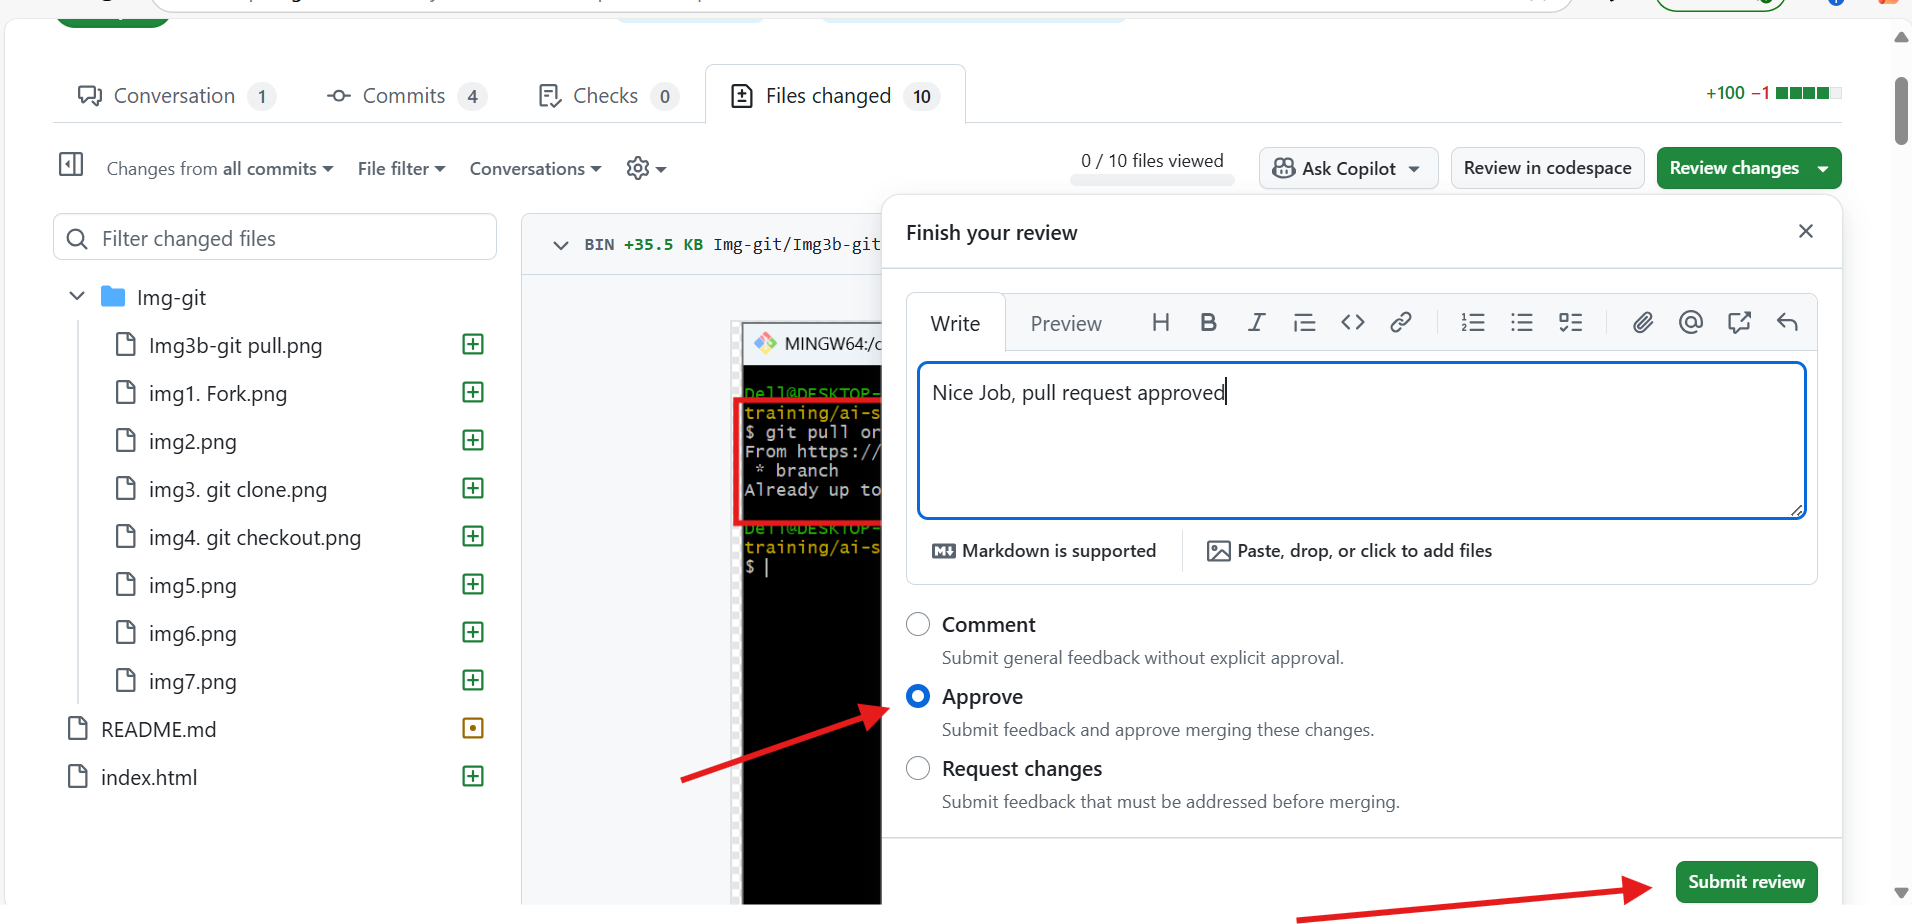 Conversation 1
Commits 4
Checks 0
Files changed 10
+100 −1
Changes from all commits
File filter
Conversations
0 / 10 files viewed
Ask Copilot
Review in codespace
Review changes
Filter changed files
Img-git
Img3b-git pull.png
img1. Fork.png
img2.png
img3. git clone.png
img4. git checkout.png
img5.png
img6.png
img7.png
README.md
index.html
BIN +35.5 KB Img-git/Img3b-git
MINGW64:/c
Dell@DESKTOP-
training/ai-s
$ git pull or
From https://
* branch
Already up to
Dell@DESKTOP-
training/ai-s
$
Finish your review
Write
Preview
Nice Job, pull request approved
Markdown is supported
Paste, drop, or click to add files
Comment
Submit general feedback without explicit approval.
Approve
Submit feedback and approve merging these changes.
Request changes
Submit feedback that must be addressed before merging.
Submit review